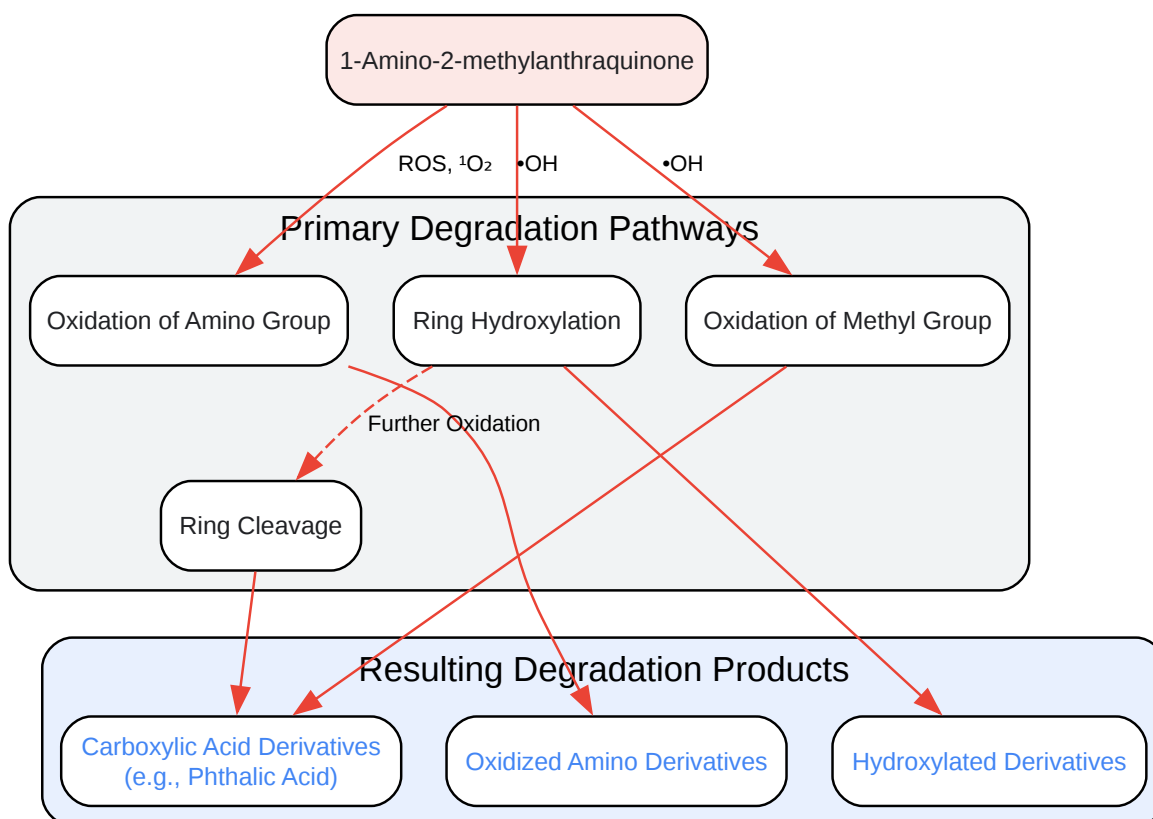 1-Amino-2-methylanthraquinone
ROS, ¹O₂
•OH
•OH
Primary Degradation Pathways
Oxidation of Amino Group
Ring Hydroxylation
Oxidation of Methyl Group
Further Oxidation
Ring Cleavage
Resulting Degradation Products
Carboxylic Acid Derivatives
(e.g., Phthalic Acid)
Oxidized Amino Derivatives
Hydroxylated Derivatives